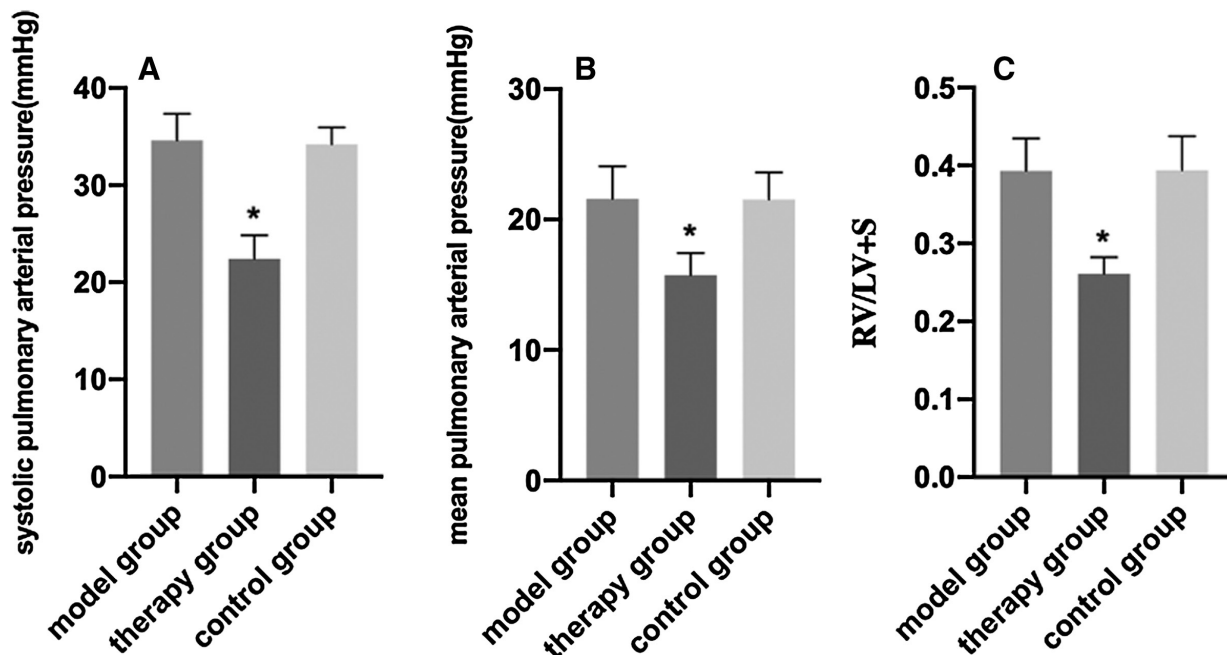 A
systolic pulmonary arterial pressure(mmHg)
40
30
20
10
0
*
model group
therapy group
control group
B
mean pulmonary arterial pressure(mmHg)
30
20
10
0
*
model group
therapy group
control group
C
RV/LV+S
0.5
0.4
0.3
0.2
0.1
0.0
*
model group
therapy group
control group